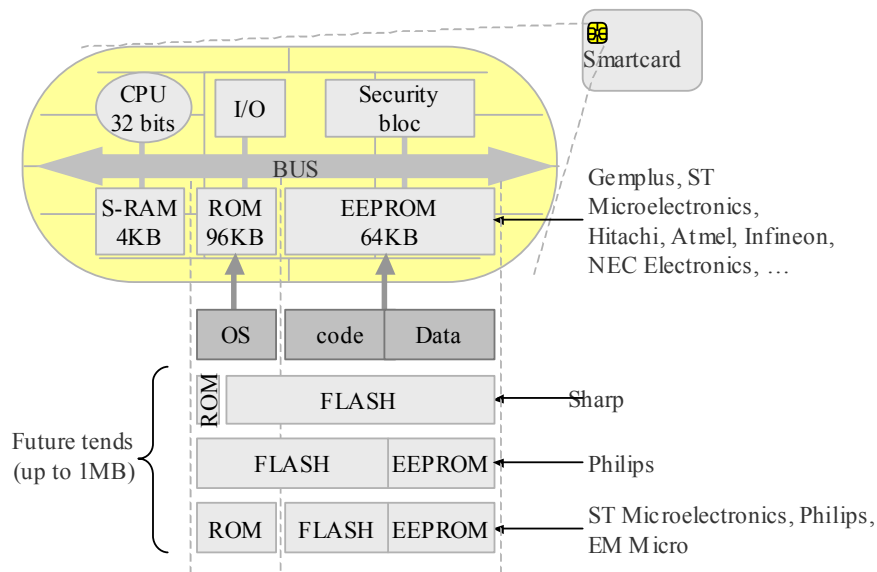 Smartcard
CPU
32 bits
I/O
Security
bloc
BUS
S-RAM
4KB
ROM
96KB
EEPROM
64KB
Gemplus, ST
Microelectronics,
Hitachi, Atmel, Infineon,
NEC Electronics, …
OS
code
Data
ROM
FLASH
Sharp
Future tends
(up to 1MB)
FLASH
EEPROM
Philips
ROM
FLASH
EEPROM
ST Microelectronics, Philips,
EM Micro